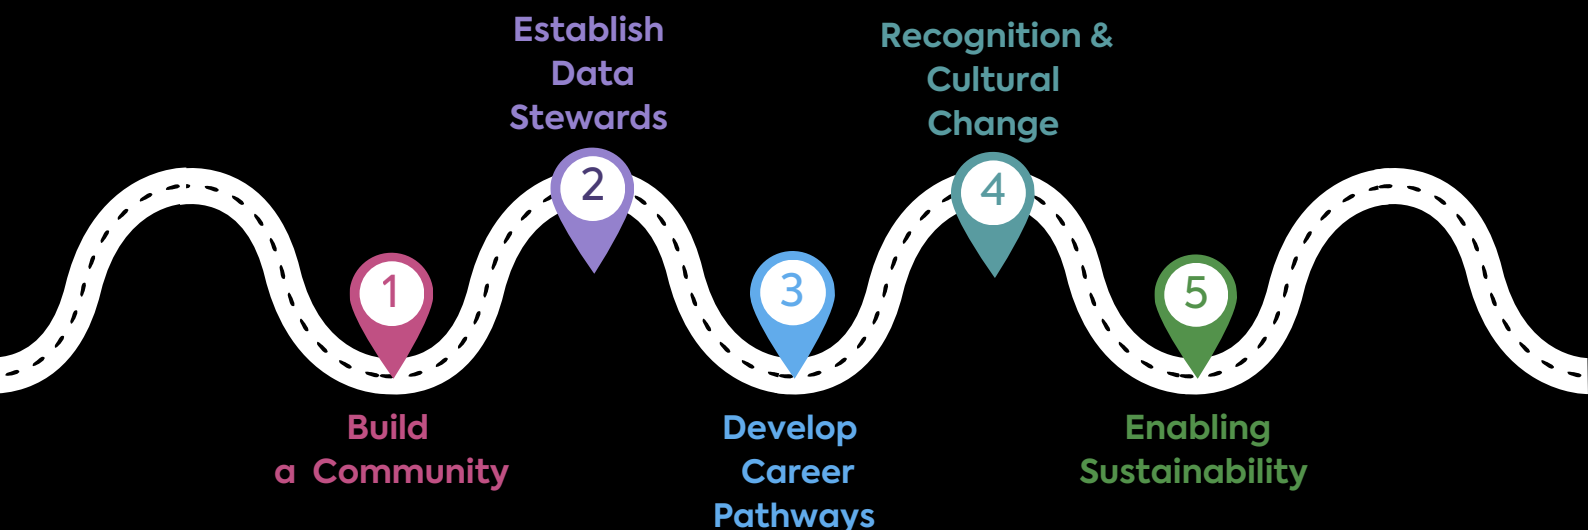 1
Build
a Community
2
Establish
Data
Stewards
3
Develop
Career
Pathways
4
Recognition &
Cultural
Change
5
Enabling
Sustainability